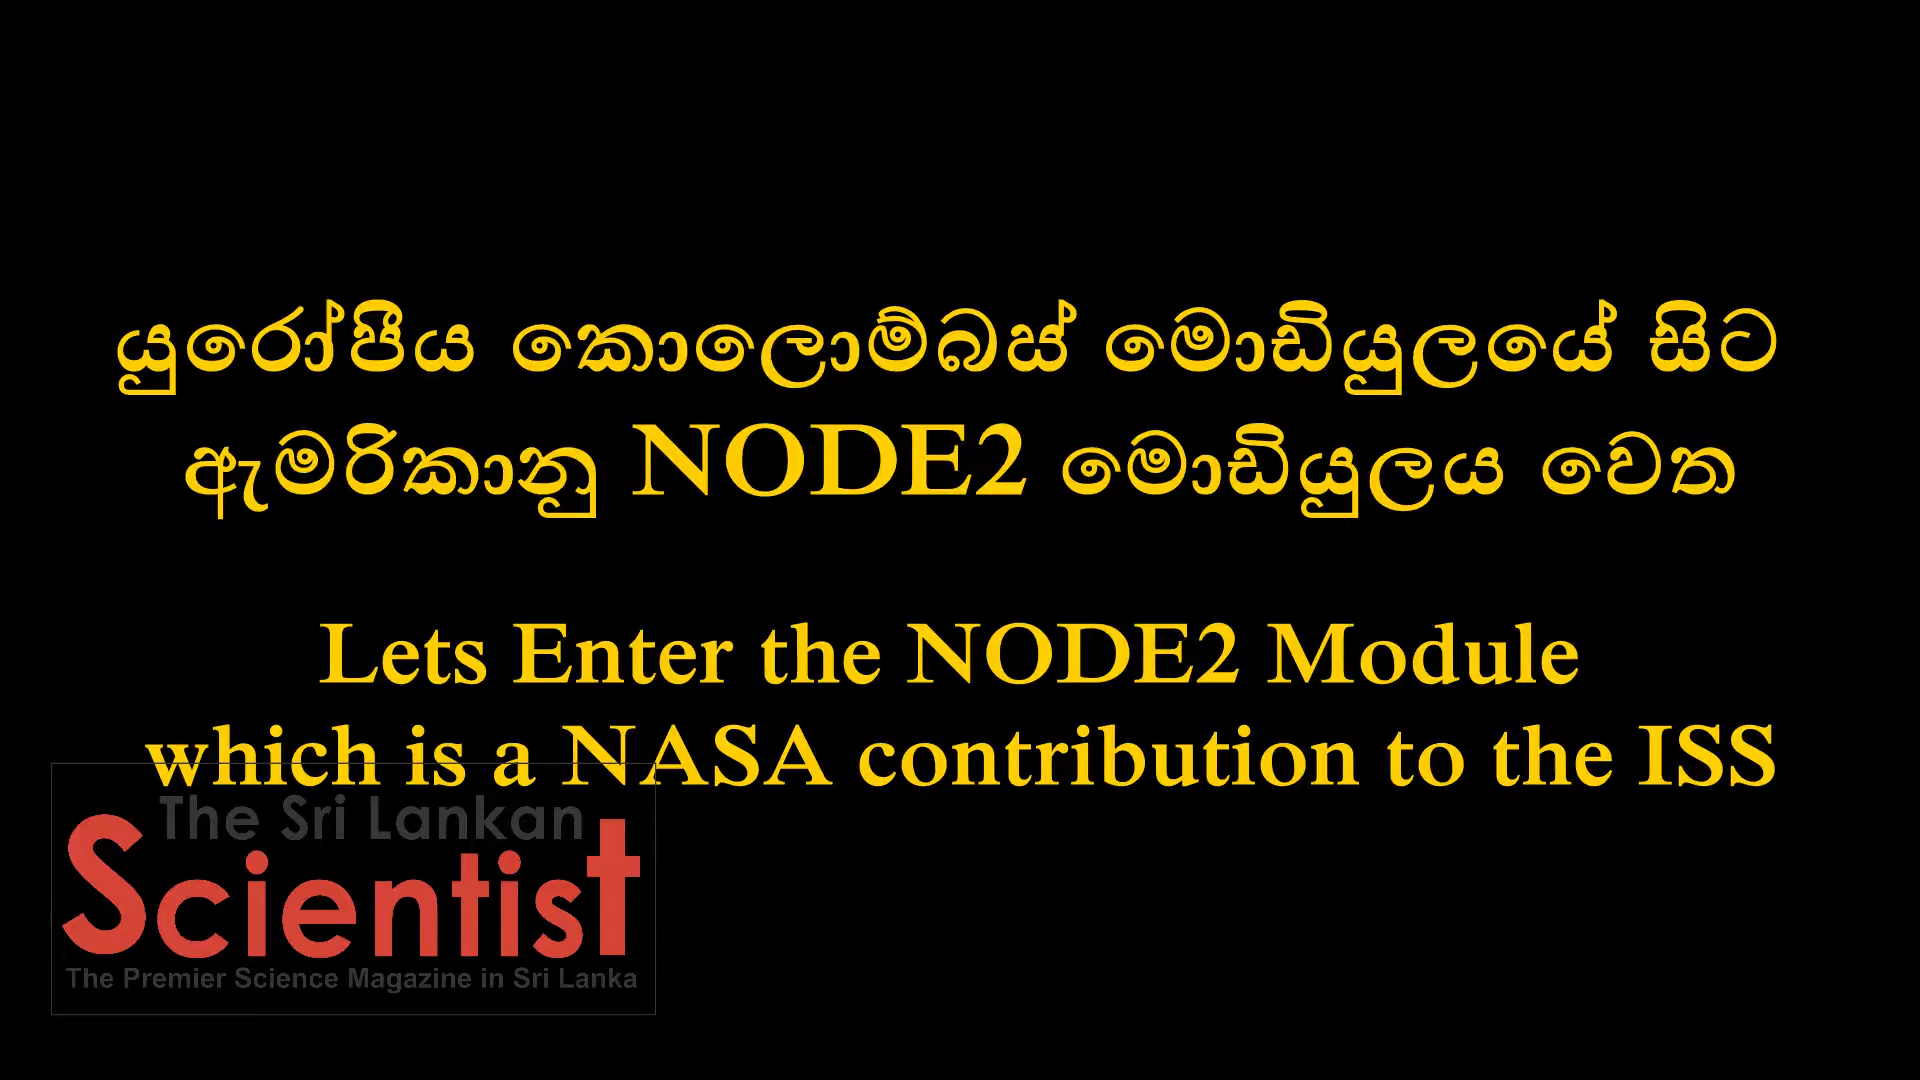 යුරෝපීය කොලොම්බස් මොඩියුලයේ සිට
ඇමරිකානු NODE2 මොඩියුලය වෙත
Lets Enter the NODE2 Module
which is a NASA contribution to the ISS
The Sri Lankan
Scientist
The Premier Science Magazine in Sri Lanka